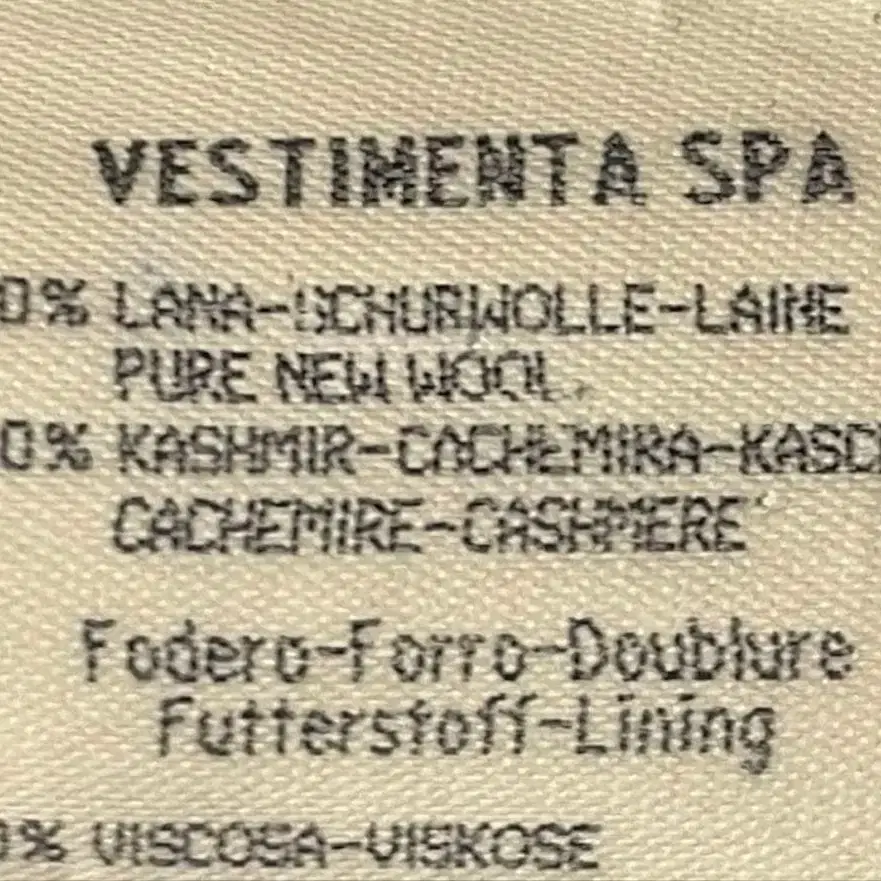 VESTIMENTA SPA
0% LANA-SCHURWOLLE-LAINE
PURE NEW WOOL
0% KASHMIR-CACHEMIRA-KASC
CACHEMIRE-CASHMERE
Fodero-Forro-Doublure
Futterstoff-Lining
0% VISCOSA-VISKOSE